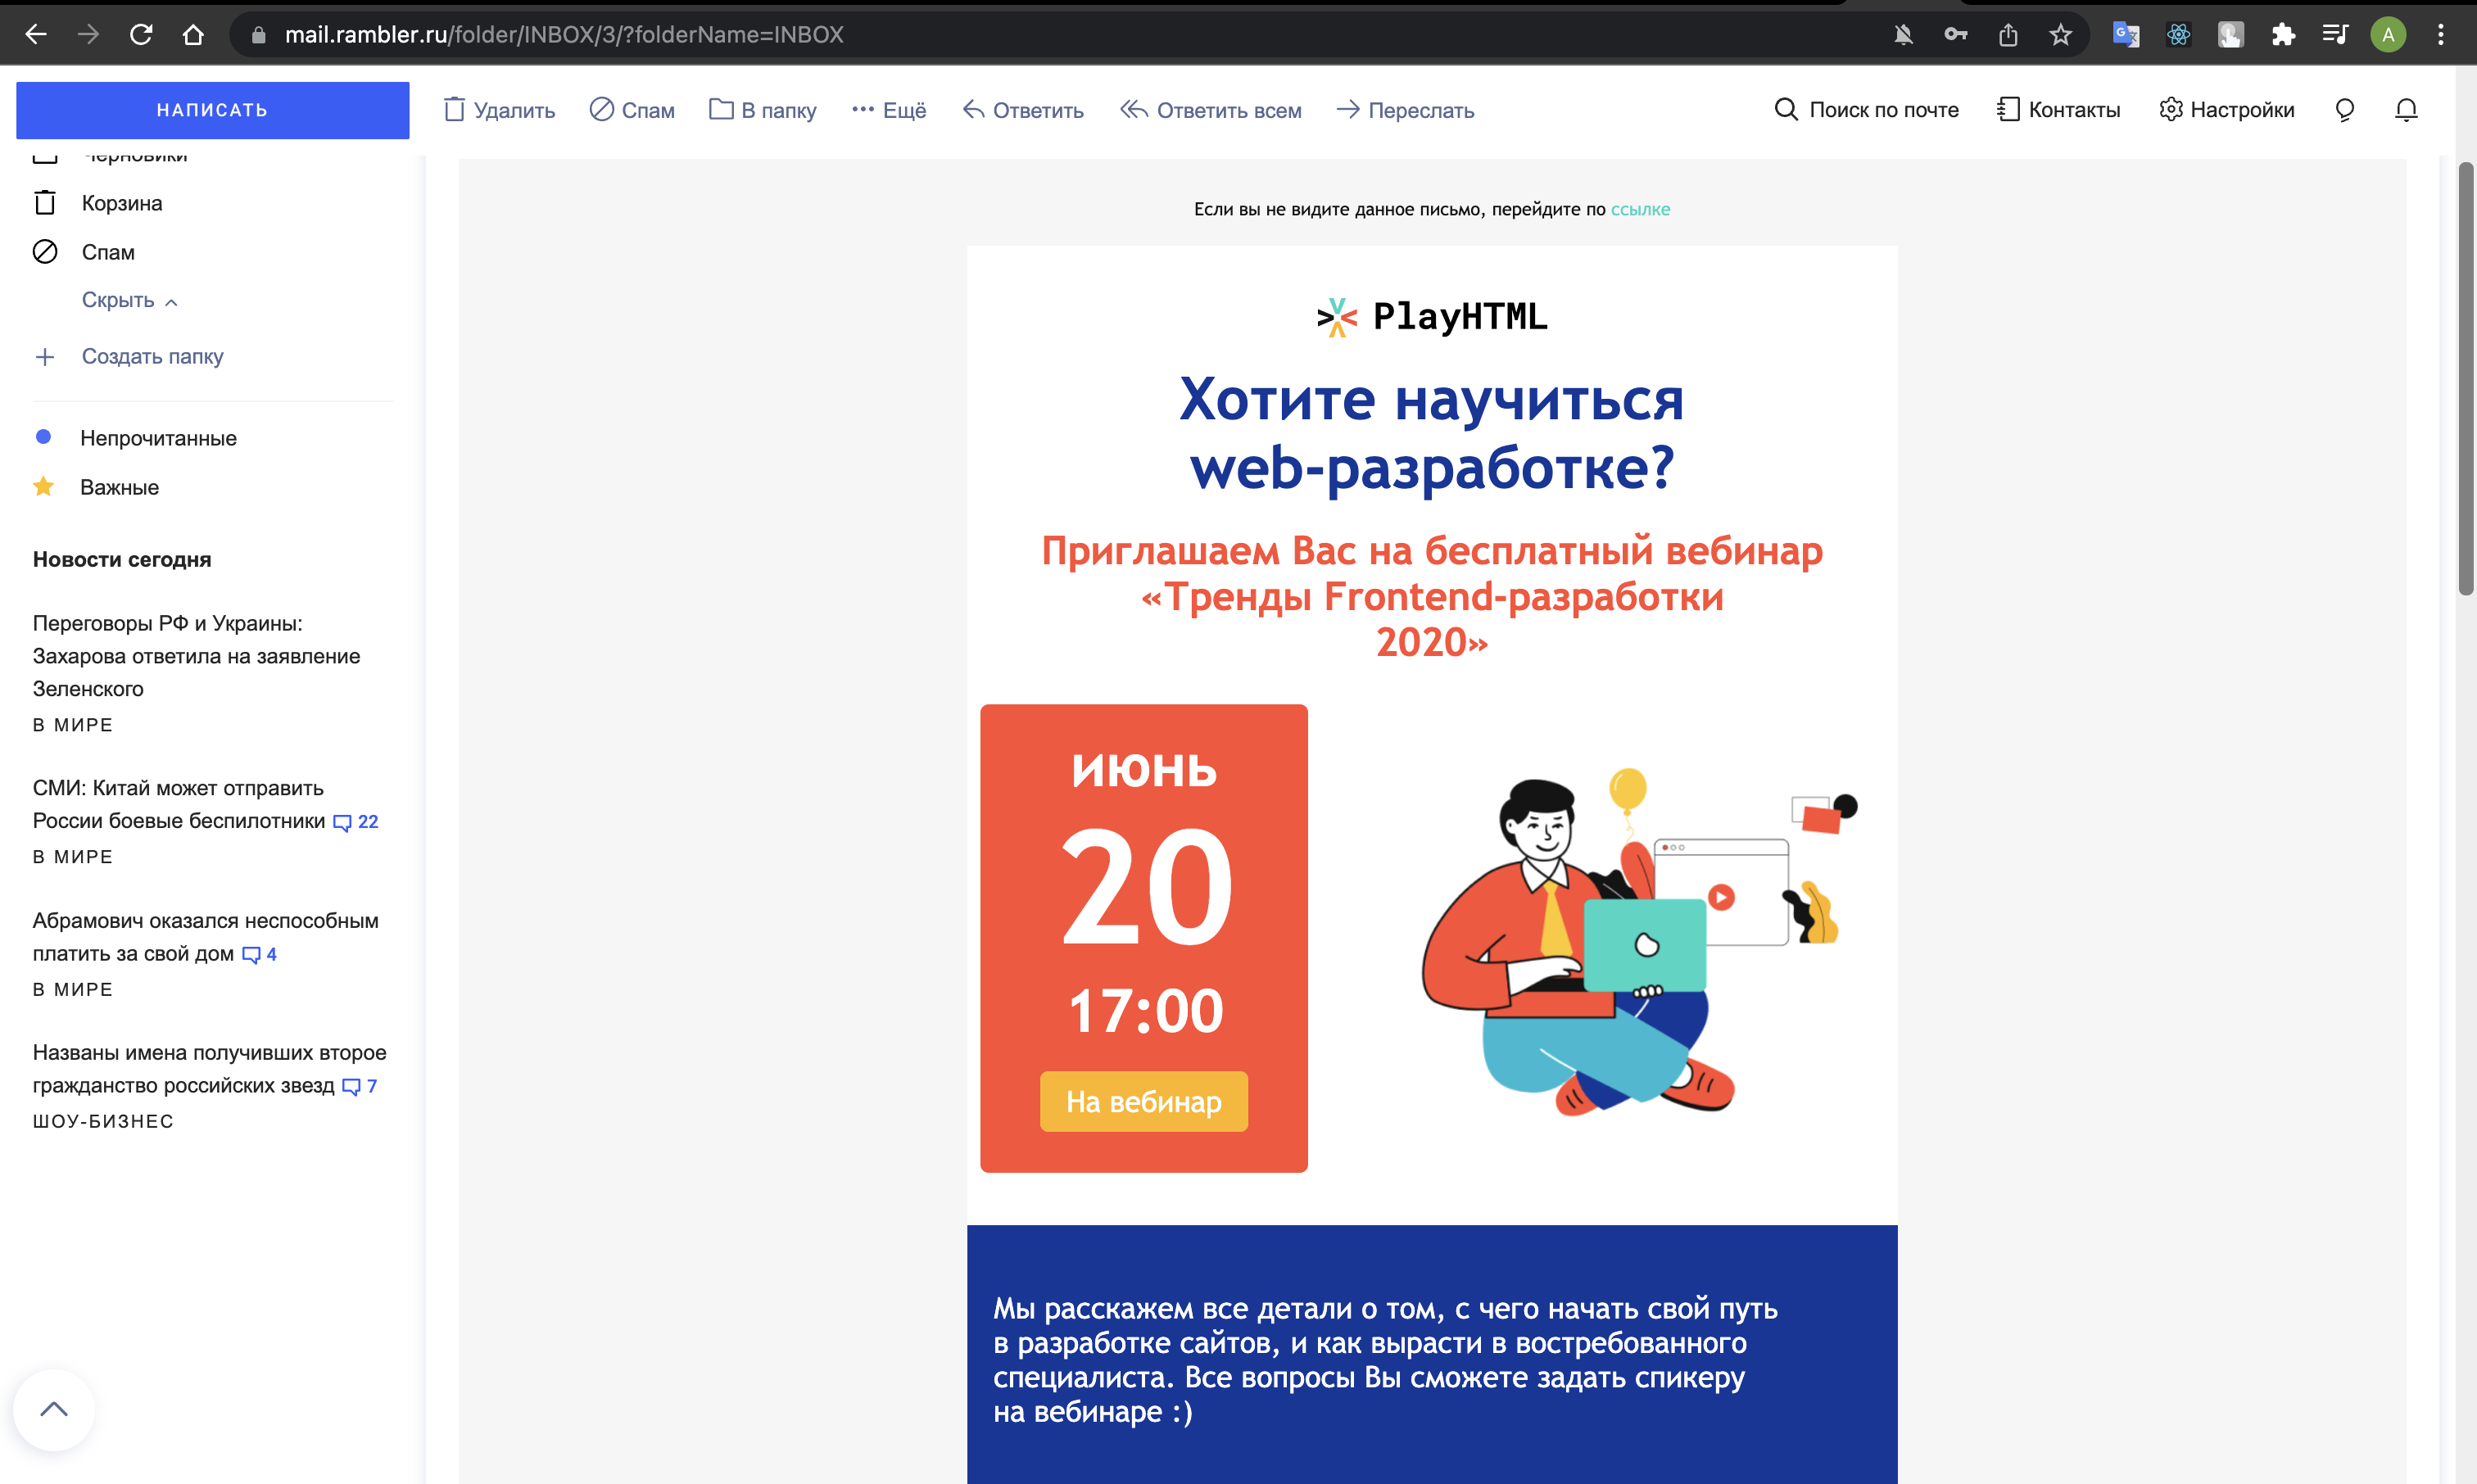 mail.rambler.ru/folder/INBOX/3/?folderName=INBOX
A
НАПИСАТЬ
Удалить
Спам
В папку
Ещё
Ответить
Ответить всем
Переслать
Поиск по почте
Контакты
Настройки
Черновики
Корзина
Спам
Скрыть
Создать папку
Непрочитанные
Важные
Новости сегодня
Переговоры РФ и Украины:
Захарова ответила на заявление
Зеленского
В МИРЕ
СМИ: Китай может отправить
России боевые беспилотники 22
В МИРЕ
Абрамович оказался неспособным
платить за свой дом 4
В МИРЕ
Названы имена получивших второе
гражданство российских звезд 7
ШОУ-БИЗНЕС
Если вы не видите данное письмо, перейдите по ссылке
PlayHTML
Хотите научиться
web-разработке?
Приглашаем Вас на бесплатный вебинар
«Тренды Frontend-разработки
2020»
ИЮНЬ
20
17:00
На вебинар
Мы расскажем все детали о том, с чего начать свой путь
в разработке сайтов, и как вырасти в востребованного
специалиста. Все вопросы Вы сможете задать спикеру
на вебинаре :)